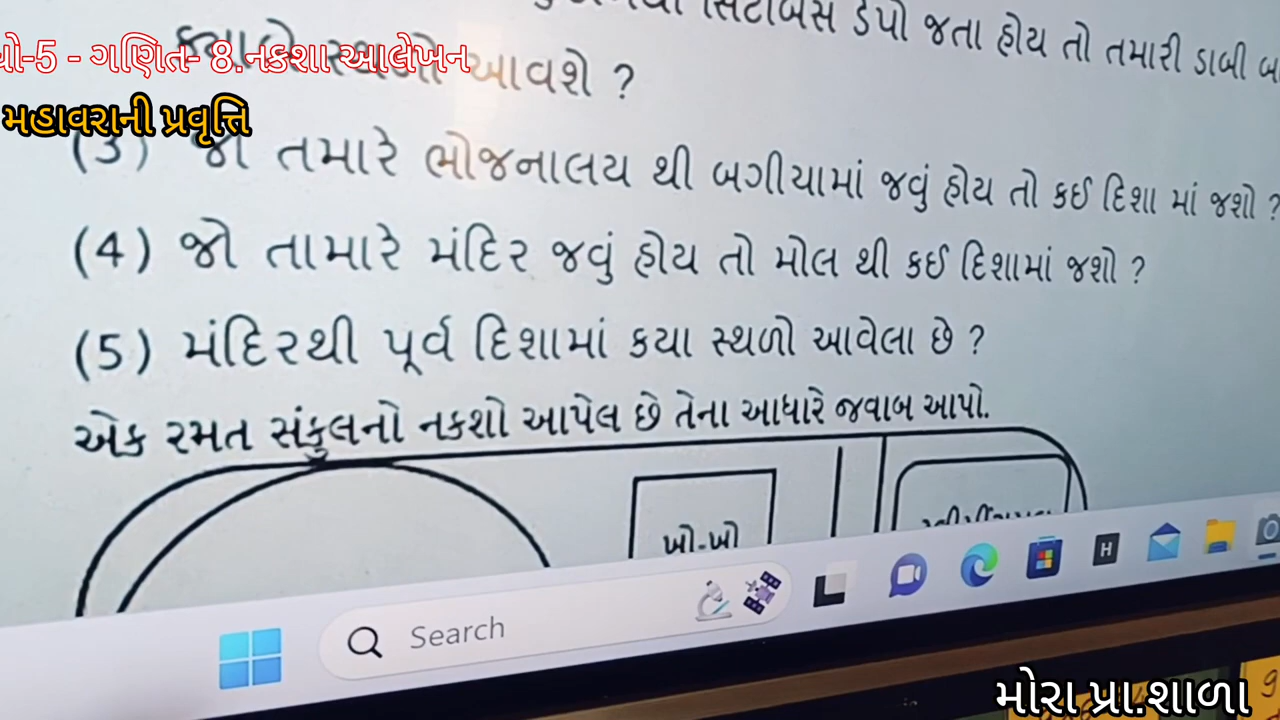 સિટીબસ ડેપો જતા હોય તો તમારી ડાબી
-5 - ગણિત- 8.નકશા આલેખન
આવશે ?
મહાવરાની પ્રવૃત્તિ
(3) જો તમારે ભોજનાલય થી બગીયામાં જવું હોય તો કઈ દિશા માં જશો ?
(4) જો તામારે મંદિર જવું હોય તો મોલ થી કઈ દિશામાં જશો ?
(5) મંદિરથી પૂર્વ દિશામાં કયા સ્થળો આવેલા છે ?
એક રમત સંકુલનો નકશો આપેલ છે તેના આધારે જવાબ આપો.
ખો-ખો
Search
મોરા પ્રા.શાળા